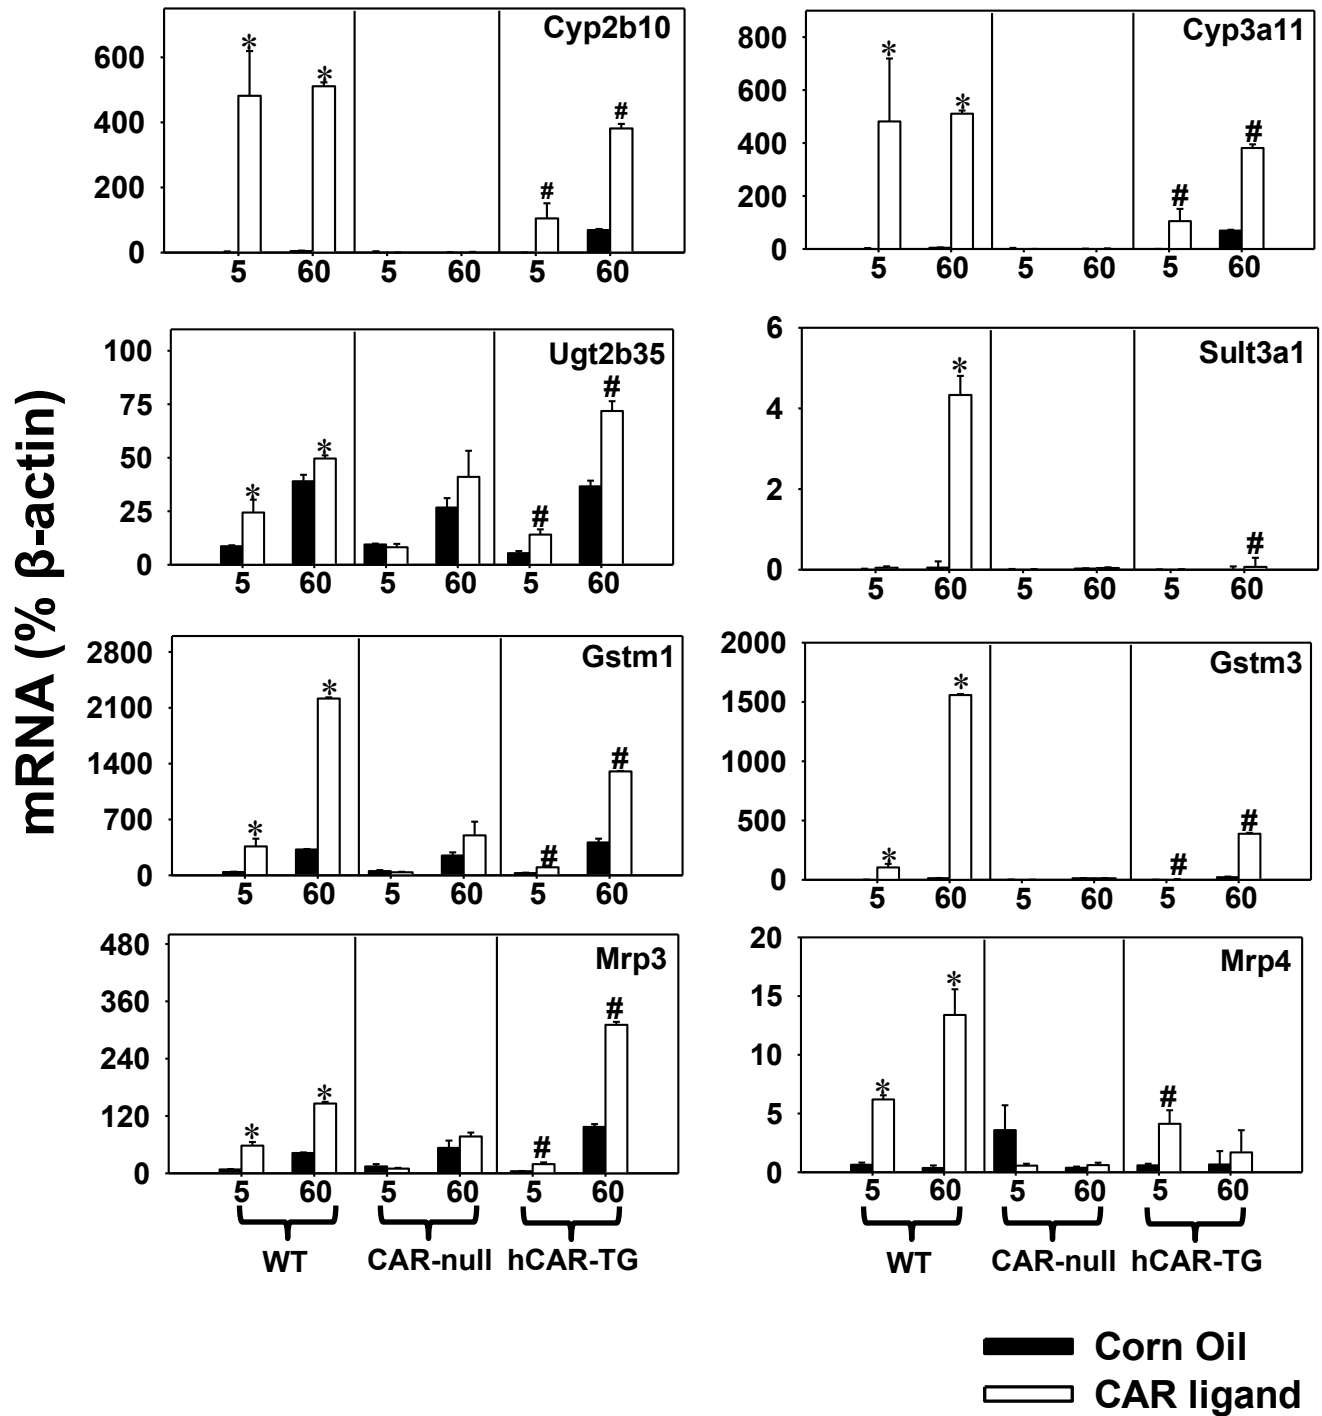 mRNA (% β-actin)
Cyp2b10
600
400
200
0
* * # #
5 60 5 60 5 60
Cyp3a11
800
600
400
200
0
* * # #
5 60 5 60 5 60
Ugt2b35
100
75
50
25
0
* * # #
5 60 5 60 5 60
Sult3a1
6
4
2
0
* #
5 60 5 60 5 60
Gstm1
2800
2100
1400
700
0
* * # #
5 60 5 60 5 60
Gstm3
2000
1500
1000
500
0
* * # #
5 60 5 60 5 60
Mrp3
480
360
240
120
0
* * # #
5 60 5 60 5 60
WT CAR-null hCAR-TG
Mrp4
20
15
10
5
0
* * #
5 60 5 60 5 60
WT CAR-null hCAR-TG
Corn Oil
CAR ligand